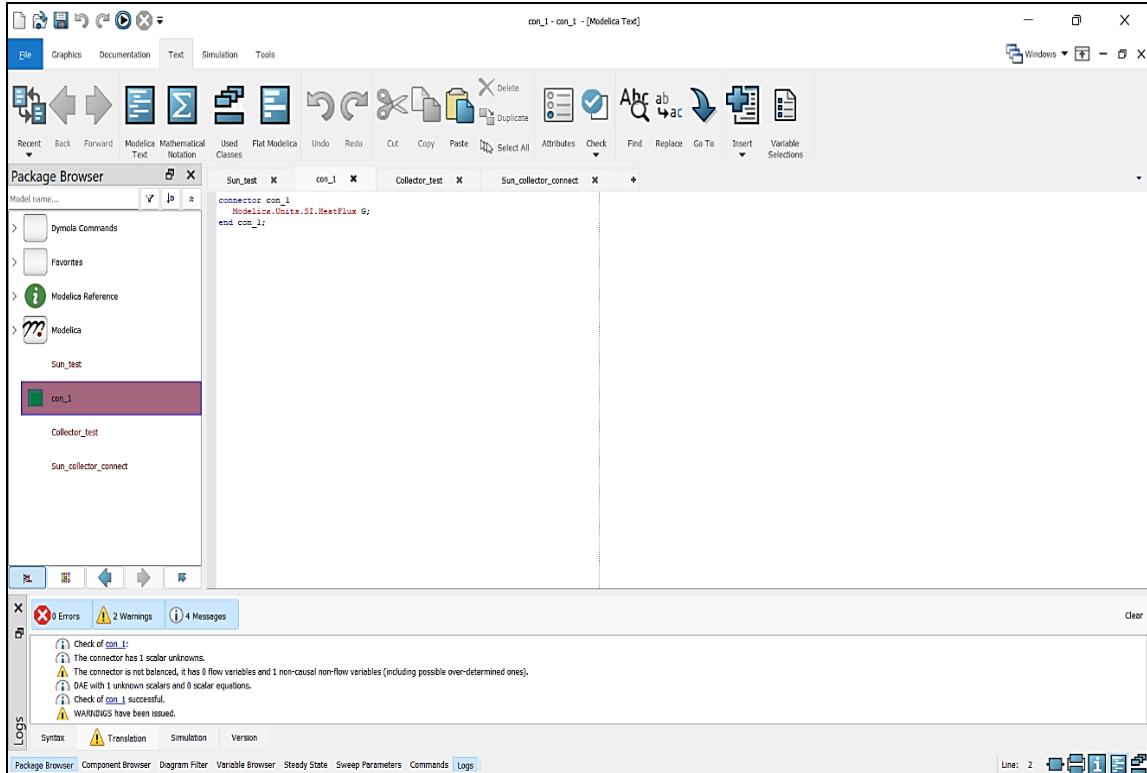 con_1 - con_1 - [Modelica Text]
File Graphics Documentation Text Simulation Tools Windows
Recent Back Forward Modelica Text Mathematical Notation Used Classes Flat Modelica Undo Redo Cut Copy Paste Delete Duplicate Select All Attributes Check Find Replace Go To Insert Variable Selections
Abc ab ac
Package Browser
Sun_test con_1 Collector_test Sun_collector_connect +
Model name...
connector con_1
Modelica.Units.SI.HeatFlux G;
end con_1;
Dymola Commands
Favorites
Modelica Reference
Modelica
Sun_test
con_1
Collector_test
Sun_collector_connect
0 Errors 2 Warnings 4 Messages Clear
Check of con_1:
The connector has 1 scalar unknowns.
The connector is not balanced, it has 0 flow variables and 1 non-causal non-flow variables (including possible over-determined ones).
DAE with 1 unknown scalars and 0 scalar equations.
Check of con_1 successful.
WARNINGS have been issued.
Logs
Syntax Translation Simulation Version
Package Browser Component Browser Diagram Filter Variable Browser Steady State Sweep Parameters Commands Logs Line: 2